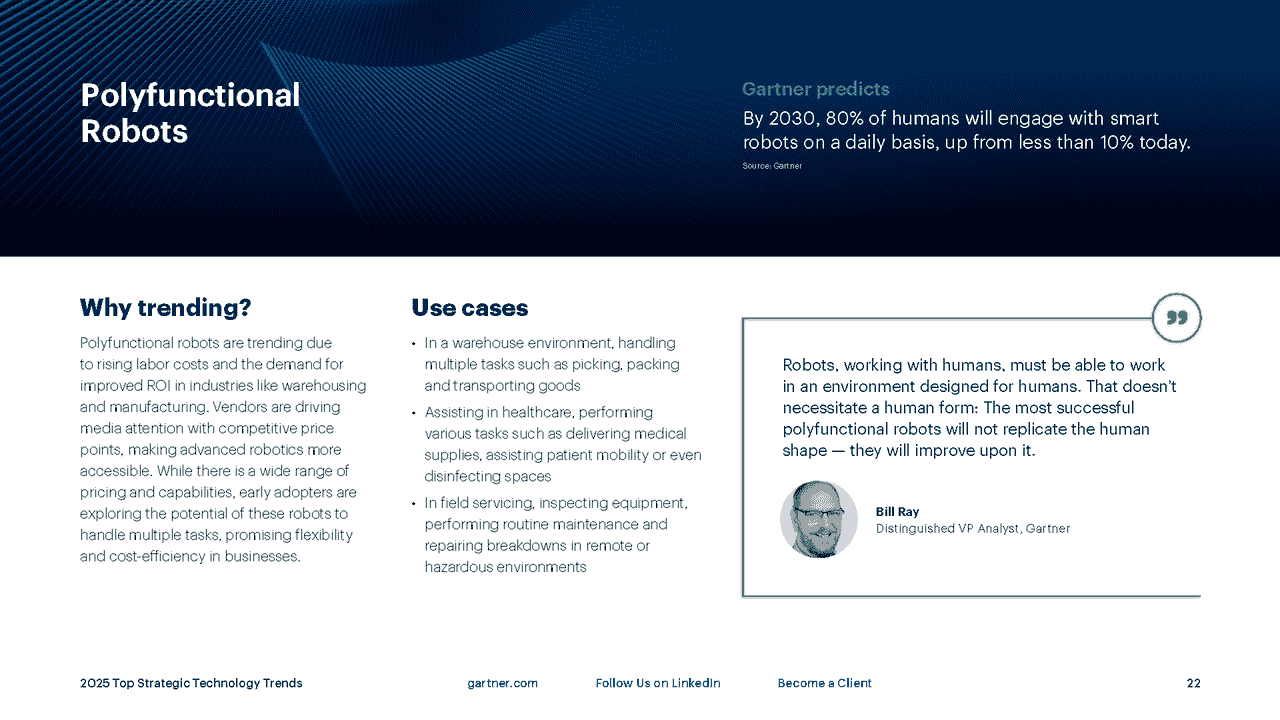 Polyfunctional
Robots
Gartner predicts
By 2030, 80% of humans will engage with smart
robots on a daily basis, up from less than 10% today.
Source: Gartner
Why trending?
Polyfunctional robots are trending due
to rising labor costs and the demand for
improved ROI in industries like warehousing
and manufacturing. Vendors are driving
media attention with competitive price
points, making advanced robotics more
accessible. While there is a wide range of
pricing and capabilities, early adopters are
exploring the potential of these robots to
handle multiple tasks, promising flexibility
and cost-efficiency in businesses.
Use cases
• In a warehouse environment, handling
multiple tasks such as picking, packing
and transporting goods
• Assisting in healthcare, performing
various tasks such as delivering medical
supplies, assisting patient mobility or even
disinfecting spaces
• In field servicing, inspecting equipment,
performing routine maintenance and
repairing breakdowns in remote or
hazardous environments
Robots, working with humans, must be able to work
in an environment designed for humans. That doesn't
necessitate a human form: The most successful
polyfunctional robots will not replicate the human
shape — they will improve upon it.
Bill Ray
Distinguished VP Analyst, Gartner
2025 Top Strategic Technology Trends
gartner.com
Follow Us on LinkedIn
Become a Client
22